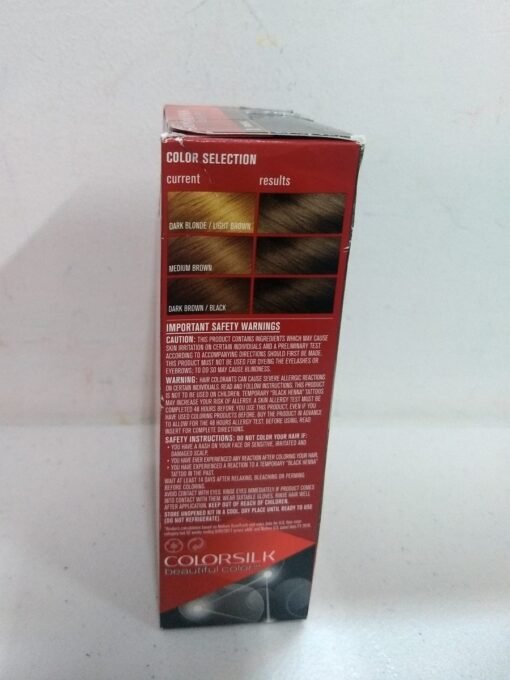 COLOR SELECTION
current results
DARK BLONDE / LIGHT BROWN
MEDIUM BROWN
DARK BROWN / BLACK
IMPORTANT SAFETY WARNINGS
CAUTION: THIS PRODUCT CONTAINS INGREDIENTS WHICH MAY CAUSE
SKIN IRRITATION ON CERTAIN INDIVIDUALS AND A PRELIMINARY TEST
ACCORDING TO ACCOMPANYING DIRECTIONS SHOULD FIRST BE MADE.
THIS PRODUCT MUST NOT BE USED FOR DYEING THE EYELASHES OR
EYEBROWS; TO DO SO MAY CAUSE BLINDNESS.
WARNING: HAIR COLORANTS CAN CAUSE SEVERE ALLERGIC REACTIONS
ON CERTAIN INDIVIDUALS. READ AND FOLLOW INSTRUCTIONS. THIS PRODUCT
IS NOT TO BE USED ON CHILDREN. TEMPORARY "BLACK HENNA" TATTOOS
MAY INCREASE YOUR RISK OF ALLERGY. A SKIN ALLERGY TEST MUST BE
COMPLETED 48 HOURS BEFORE YOU USE THIS PRODUCT, EVEN IF YOU
HAVE USED COLORING PRODUCTS BEFORE. BUY THE PRODUCT IN ADVANCE
TO ALLOW FOR THE 48 HOURS ALLERGY TEST. BEFORE USING, READ
INSERT FOR COMPLETE DIRECTIONS.
SAFETY INSTRUCTIONS: DO NOT COLOR YOUR HAIR IF:
• YOU HAVE A RASH ON YOUR FACE OR SENSITIVE, IRRITATED AND
DAMAGED SCALP.
• YOU HAVE EVER EXPERIENCED ANY REACTION AFTER COLORING YOUR HAIR.
• YOU HAVE EXPERIENCED A REACTION TO A TEMPORARY "BLACK HENNA"
TATTOO IN THE PAST.
WAIT AT LEAST 14 DAYS AFTER RELAXING, BLEACHING OR PERMING
BEFORE COLORING.
AVOID CONTACT WITH EYES. RINSE EYES IMMEDIATELY IF PRODUCT COMES
INTO CONTACT WITH THEM. WEAR SUITABLE GLOVES. RINSE HAIR WELL
AFTER APPLICATION. KEEP OUT OF REACH OF CHILDREN.
STORE UNOPENED KIT IN A COOL, DRY PLACE UNTIL READY TO USE
(DO NOT REFRIGERATE).
COLORSILK
beautiful color